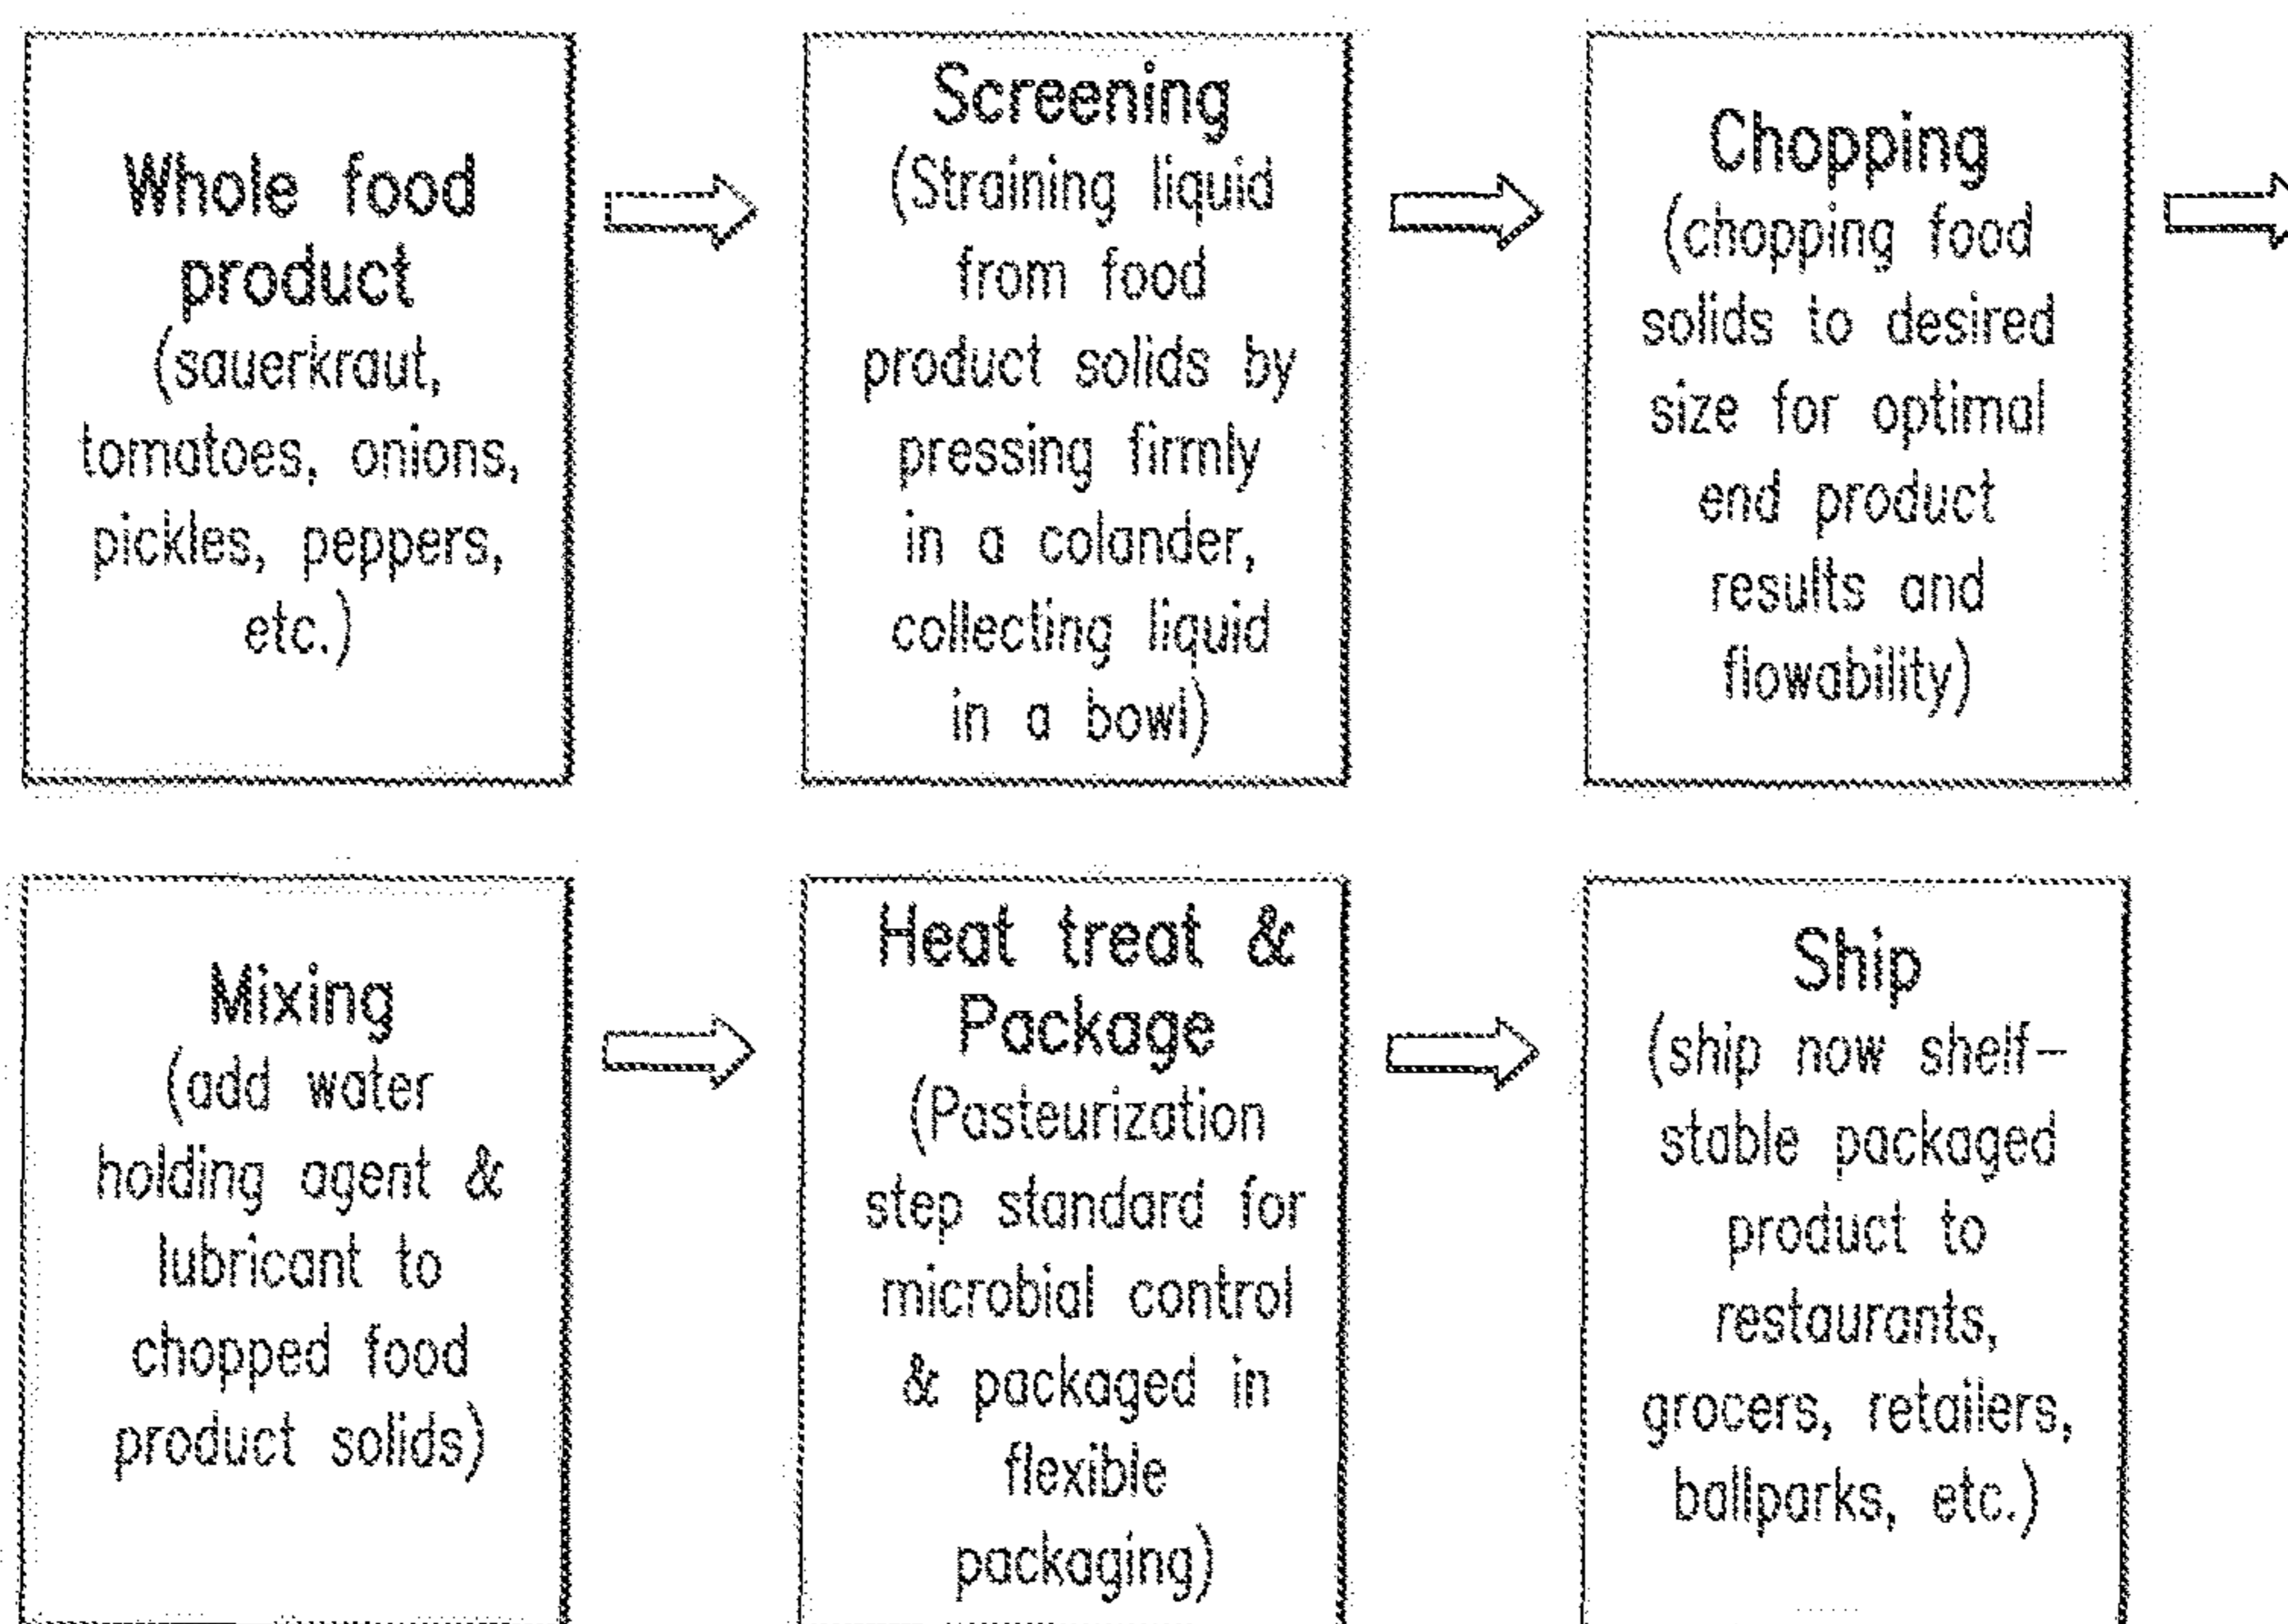 Whole food
product
(sauerkraut,
tomatoes, onions,
pickles, peppers,
etc.)
Screening
(Straining liquid
from food
product solids by
pressing firmly
in a colander,
collecting liquid
in a bowl)
Chopping
(chopping food
solids to desired
size for optimal
end product
results and
flowability)
Mixing
(add water
holding agent &
lubricant to
chopped food
product solids)
Heat treat &
Package
(Pasteurization
step standard for
microbial control
& packaged in
flexible
packaging)
Ship
(ship now shelf–
stable packaged
product to
restaurants,
grocers, retailers,
ballparks, etc.)